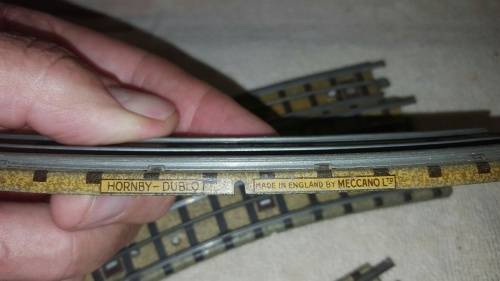 HORNBY-DUBLO
MADE IN ENGLAND BY MECCANO LTD